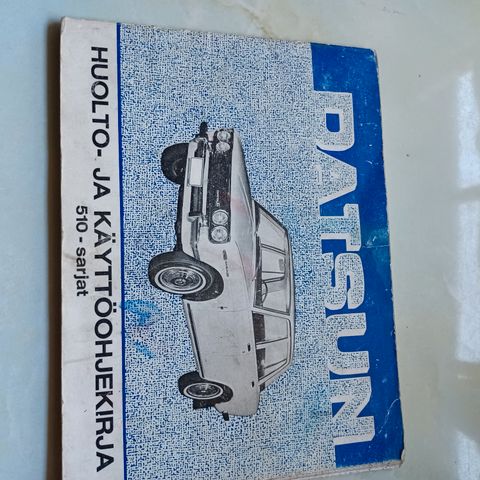 DATSUN
HUOLTO- JA KÄYTTÖOHJEKIRJA
510 - sarjat